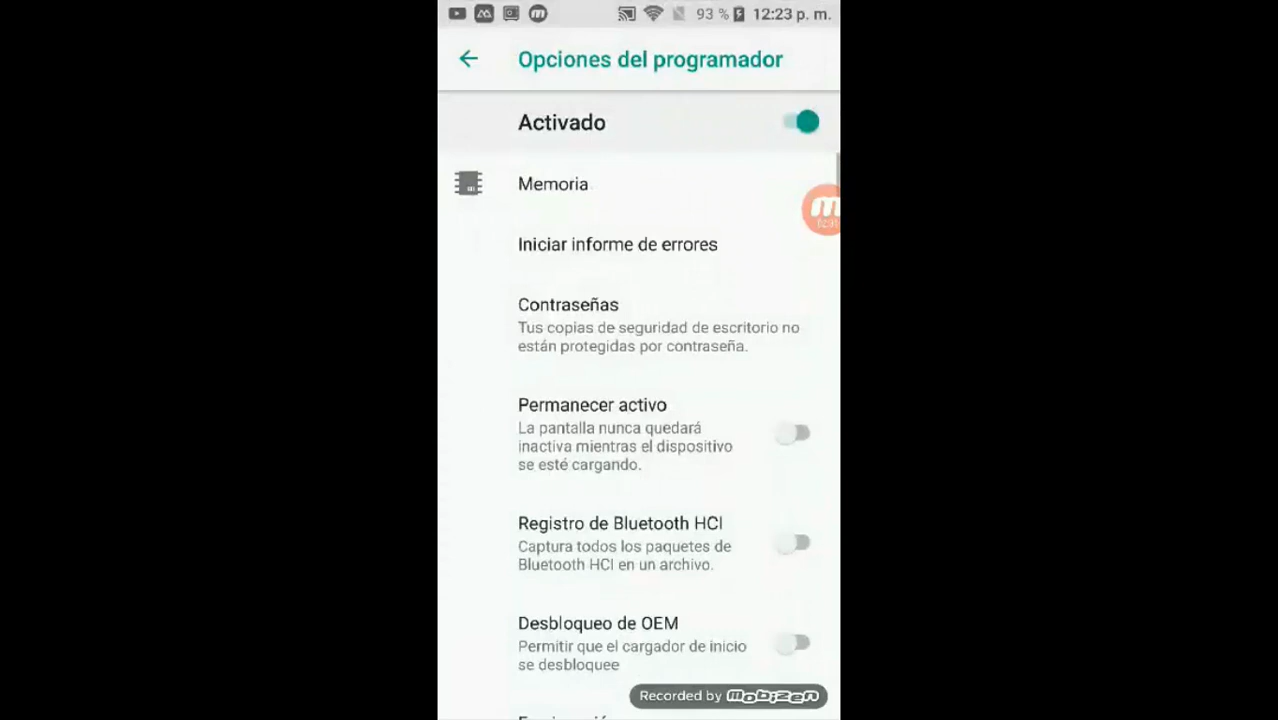 93 % 12:23 p. m.
Opciones del programador
Activado
Memoria
Iniciar informe de errores
Contraseñas
Tus copias de seguridad de escritorio no
están protegidas por contraseña.
Permanecer activo
La pantalla nunca quedará
inactiva mientras el dispositivo
se esté cargando.
Registro de Bluetooth HCI
Captura todos los paquetes de
Bluetooth HCI en un archivo.
Desbloqueo de OEM
Permitir que el cargador de inicio
se desbloquee
Recorded by mobizen